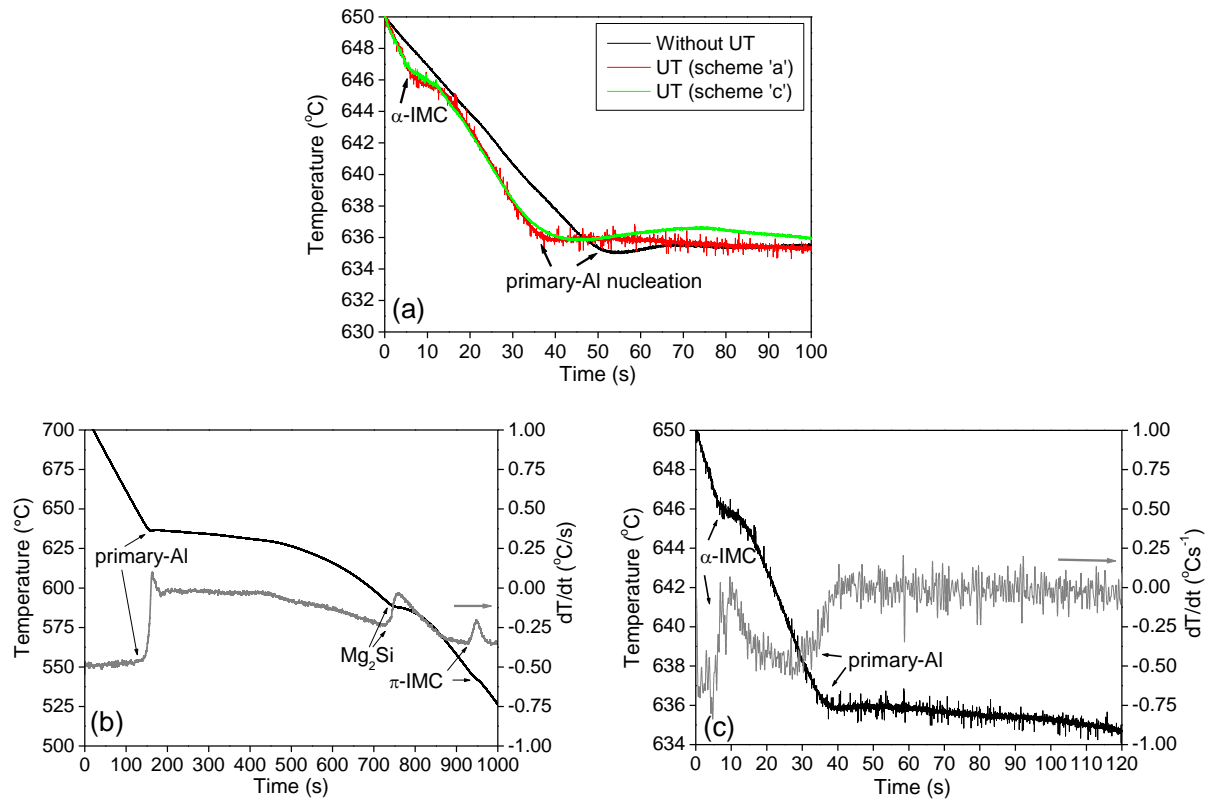 650
648
646
644
642
640
638
636
634
632
630
Temperature (°C)
Without UT
UT (scheme 'a')
UT (scheme 'c')
α-IMC
primary-Al nucleation
(a)
0 10 20 30 40 50 60 70 80 90 100
Time (s)
700
675
650
625
600
575
550
525
500
Temperature (°C)
primary-Al
Mg₂Si
π-IMC
(b)
1.00
0.75
0.50
0.25
0.00
-0.25
-0.50
-0.75
-1.00
dT/dt (°C/s)
0 100 200 300 400 500 600 700 800 900 1000
Time (s)
650
648
646
644
642
640
638
636
634
Temperature (°C)
α-IMC
primary-Al
(c)
1.00
0.75
0.50
0.25
0.00
-0.25
-0.50
-0.75
-1.00
dT/dt (°Cs⁻¹)
0 10 20 30 40 50 60 70 80 90 100 110 120
Time (s)